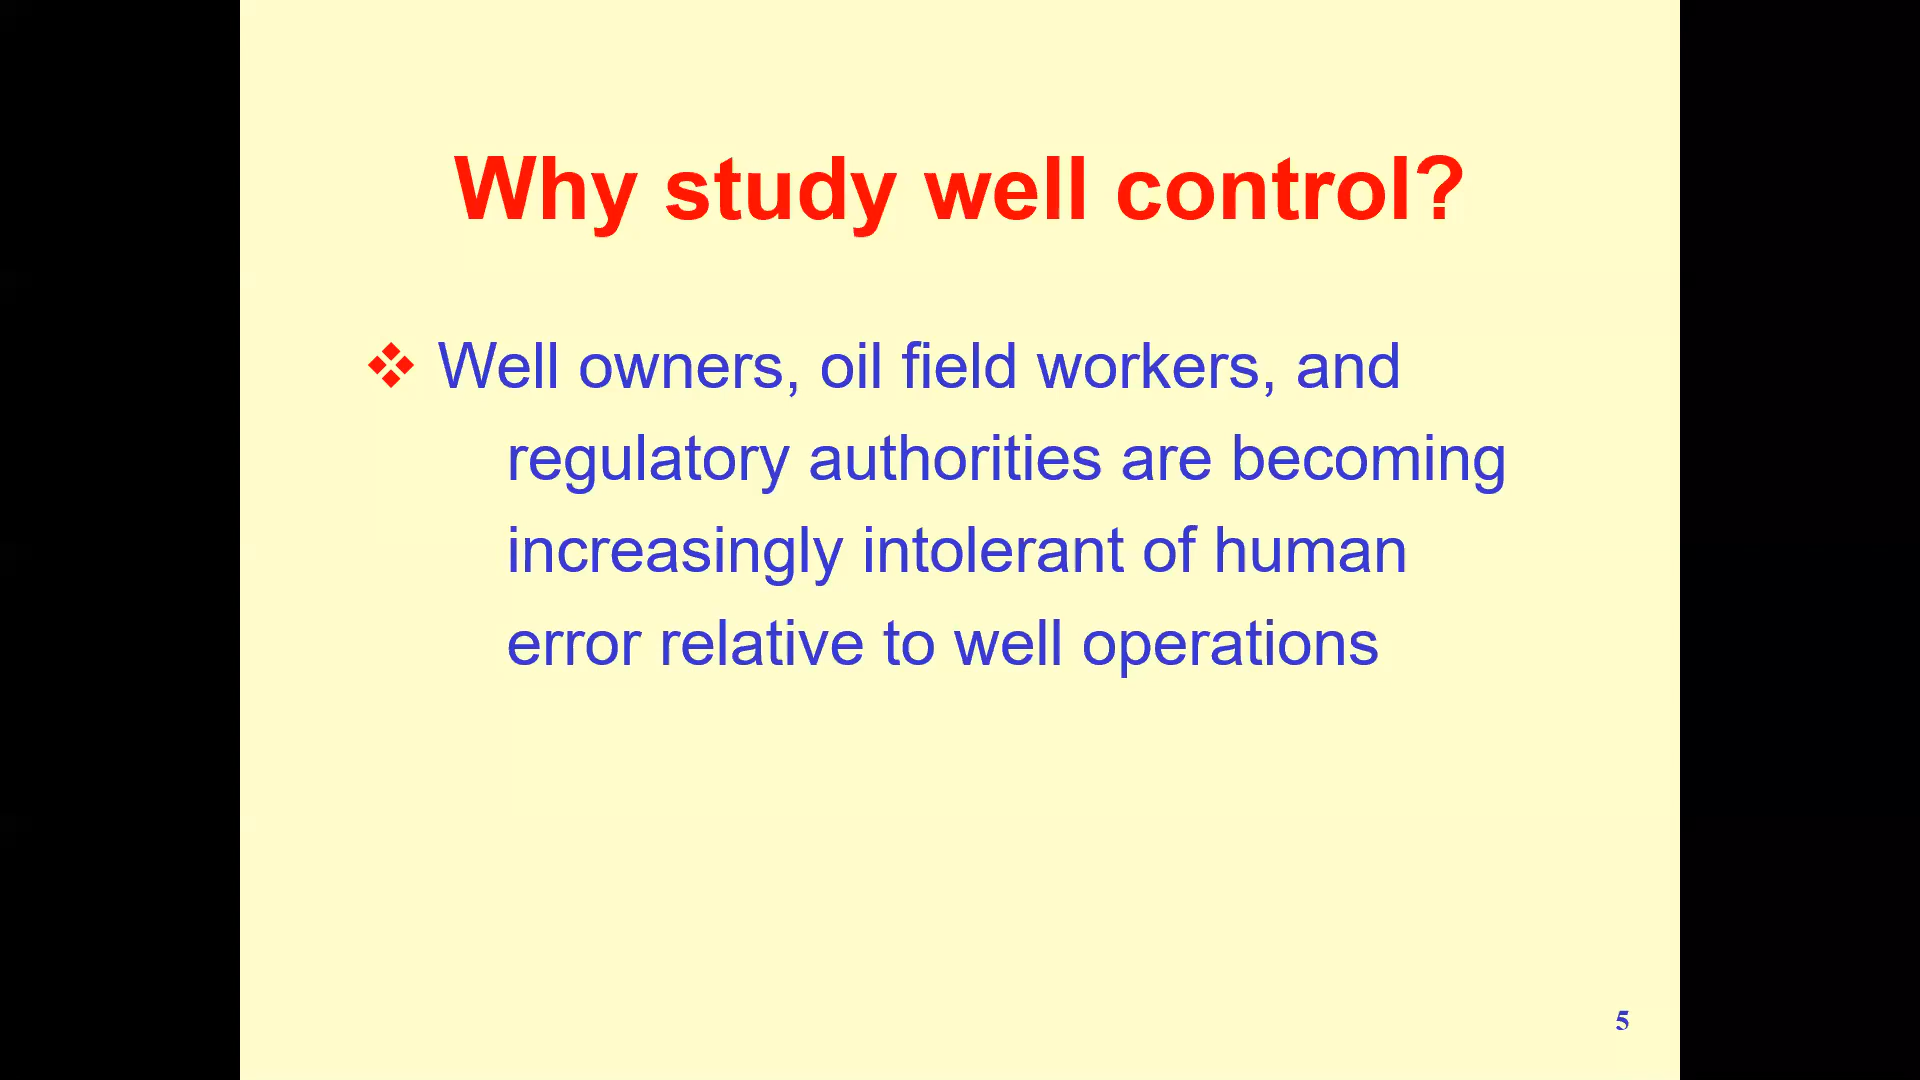 Why study well control?
❖ Well owners, oil field workers, and
regulatory authorities are becoming
increasingly intolerant of human
error relative to well operations
5